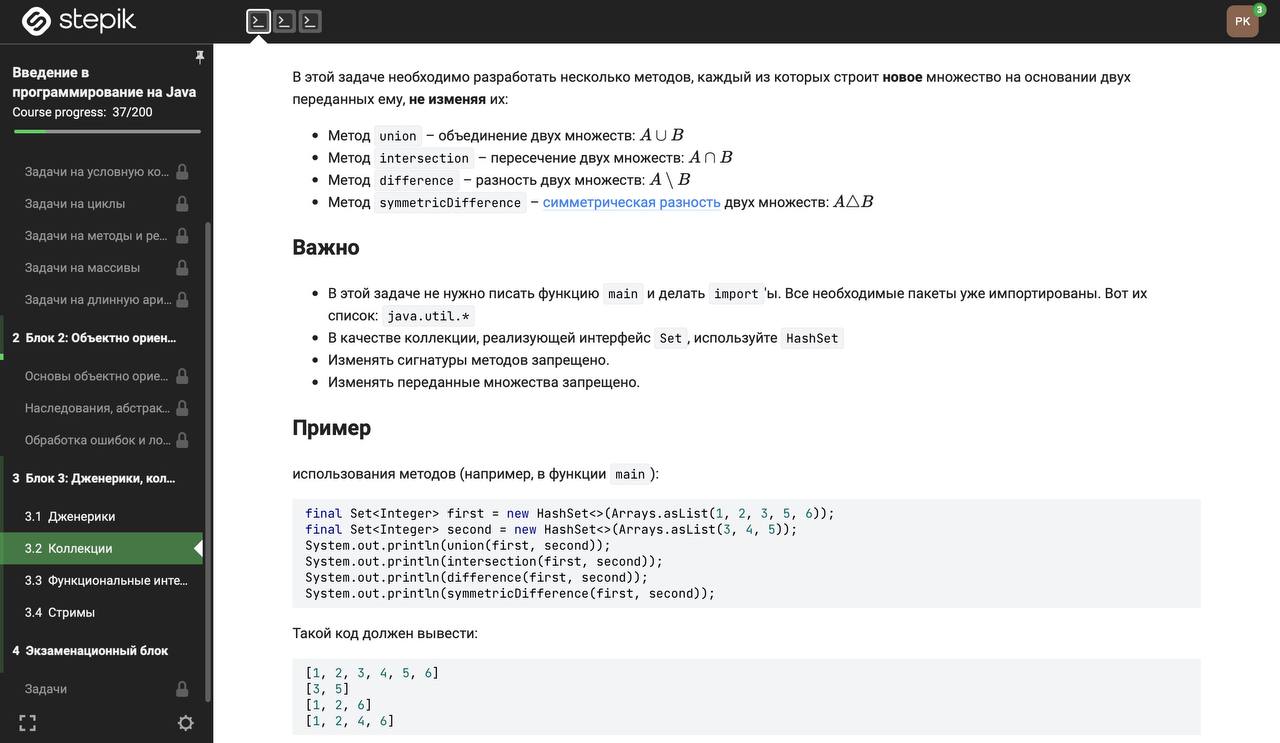 stepik
PK
3
Введение в
программирование на Java
Course progress: 37/200
Задачи на условную ко...
Задачи на циклы
Задачи на методы и ре...
Задачи на массивы
Задачи на длинную ари...
2 Блок 2: Объектно ориен...
Основы объектно орие...
Наследования, абстрак...
Обработка ошибок и ло...
3 Блок 3: Дженерики, кол...
3.1 Дженерики
3.2 Коллекции
3.3 Функциональные инте...
3.4 Стримы
4 Экзаменационный блок
Задачи
В этой задаче необходимо разработать несколько методов, каждый из которых строит новое множество на основании двух
переданных ему, не изменяя их:
• Метод union – объединение двух множеств: A ∪ B
• Метод intersection – пересечение двух множеств: A ∩ B
• Метод difference – разность двух множеств: A \ B
• Метод symmetricDifference – симметрическая разность двух множеств: A△B
Важно
• В этой задаче не нужно писать функцию main и делать import 'ы. Все необходимые пакеты уже импортированы. Вот их
список: java.util.*
• В качестве коллекции, реализующей интерфейс Set , используйте HashSet
• Изменять сигнатуры методов запрещено.
• Изменять переданные множества запрещено.
Пример
использования методов (например, в функции main ):
final Set<Integer> first = new HashSet<>(Arrays.asList(1, 2, 3, 5, 6));
final Set<Integer> second = new HashSet<>(Arrays.asList(3, 4, 5));
System.out.println(union(first, second));
System.out.println(intersection(first, second));
System.out.println(difference(first, second));
System.out.println(symmetricDifference(first, second));
Такой код должен вывести:
[1, 2, 3, 4, 5, 6]
[3, 5]
[1, 2, 6]
[1, 2, 4, 6]